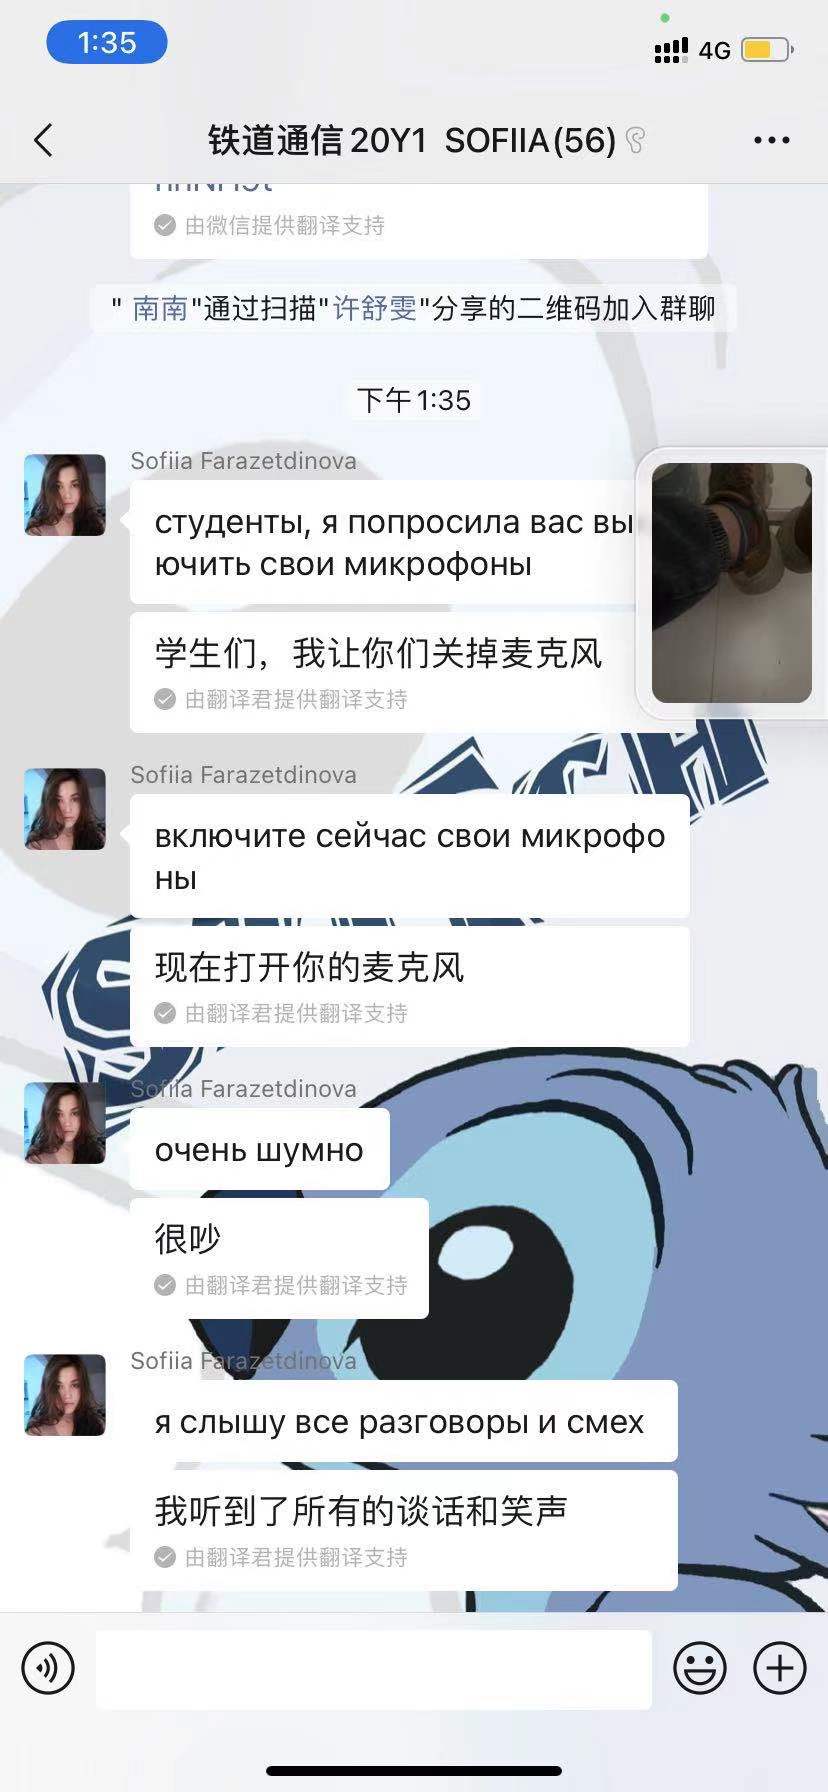 1:35
4G
铁道通信20Y1 SOFIIA(56)
由微信提供翻译支持
" 南南"通过扫描"许舒雯"分享的二维码加入群聊
下午1:35
Sofiia Farazetdinova
студенты, я попросила вас вы
ючить свои микрофоны
学生们，我让你们关掉麦克风
由翻译君提供翻译支持
Sofiia Farazetdinova
включите сейчас свои микрофо
ны
现在打开你的麦克风
由翻译君提供翻译支持
Sofiia Farazetdinova
очень шумно
很吵
由翻译君提供翻译支持
Sofiia Farazetdinova
я слышу все разговоры и смех
我听到了所有的谈话和笑声
由翻译君提供翻译支持